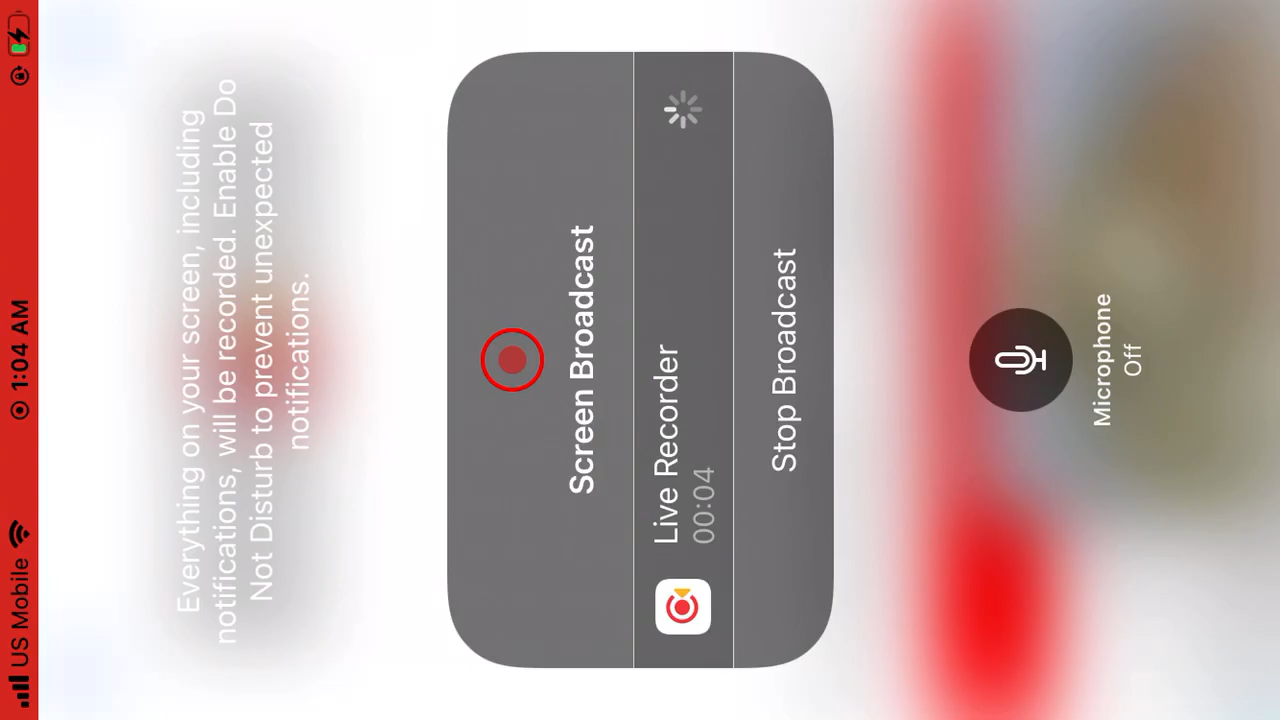 US Mobile 1:04 AM
Everything on your screen, including
notifications, will be recorded. Enable Do
Not Disturb to prevent unexpected
notifications.
Screen Broadcast
Live Recorder
00:04
Stop Broadcast
Microphone
Off